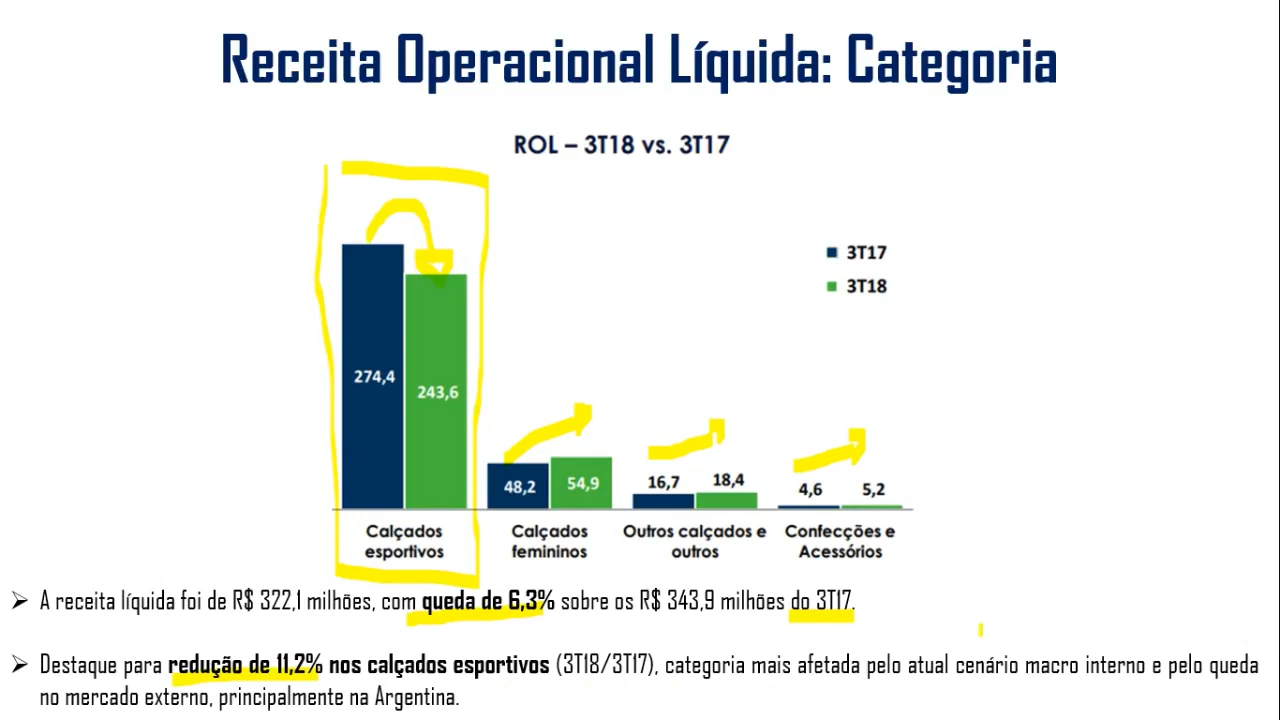 Receita Operacional Líquida: Categoria
ROL – 3T18 vs. 3T17
3T17
3T18
274,4
243,6
48,2
54,9
16,7
18,4
4,6
5,2
Calçados
esportivos
Calçados
femininos
Outros calçados e
outros
Confecções e
Acessórios
➢ A receita líquida foi de R$ 322,1 milhões, com queda de 6,3% sobre os R$ 343,9 milhões do 3T17.
➢ Destaque para redução de 11,2% nos calçados esportivos (3T18/3T17), categoria mais afetada pelo atual cenário macro interno e pelo queda
no mercado externo, principalmente na Argentina.